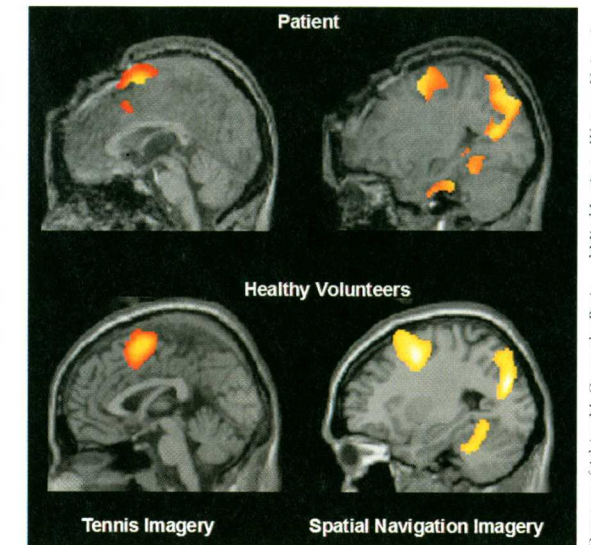 Patient
Healthy Volunteers
Tennis Imagery
Spatial Navigation Imagery